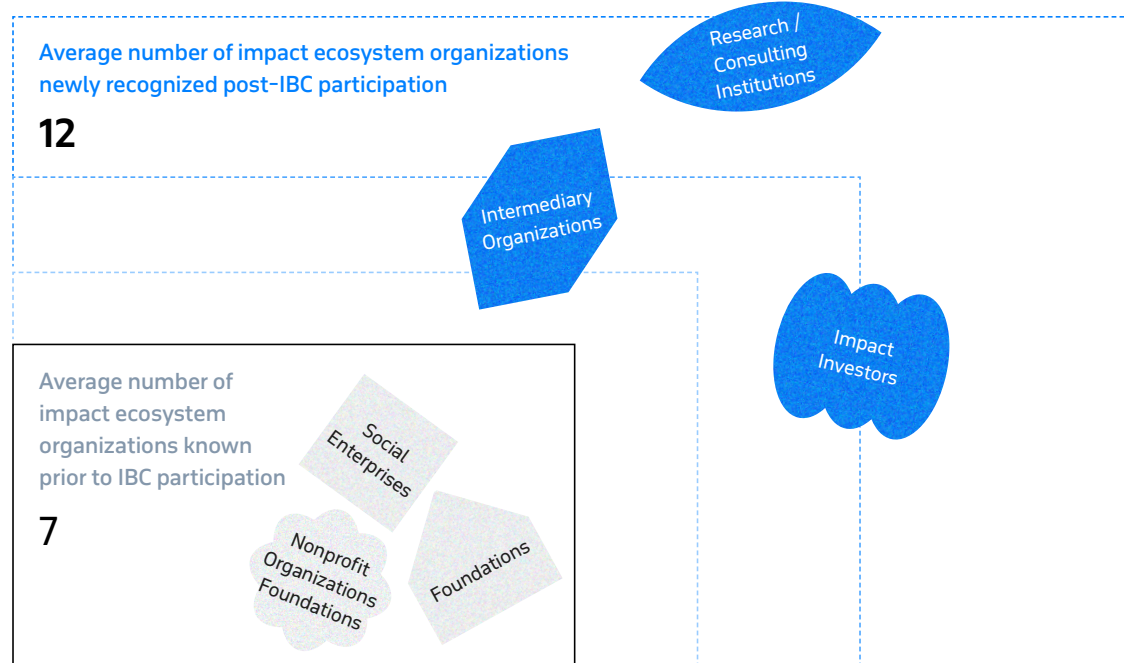 Average number of impact ecosystem organizations
newly recognized post-IBC participation
12
Research /
Consulting
Institutions
Intermediary
Organizations
Impact
Investors
Average number of
impact ecosystem
organizations known
prior to IBC participation
7
Social
Enterprises
Nonprofit
Organizations
Foundations
Foundations